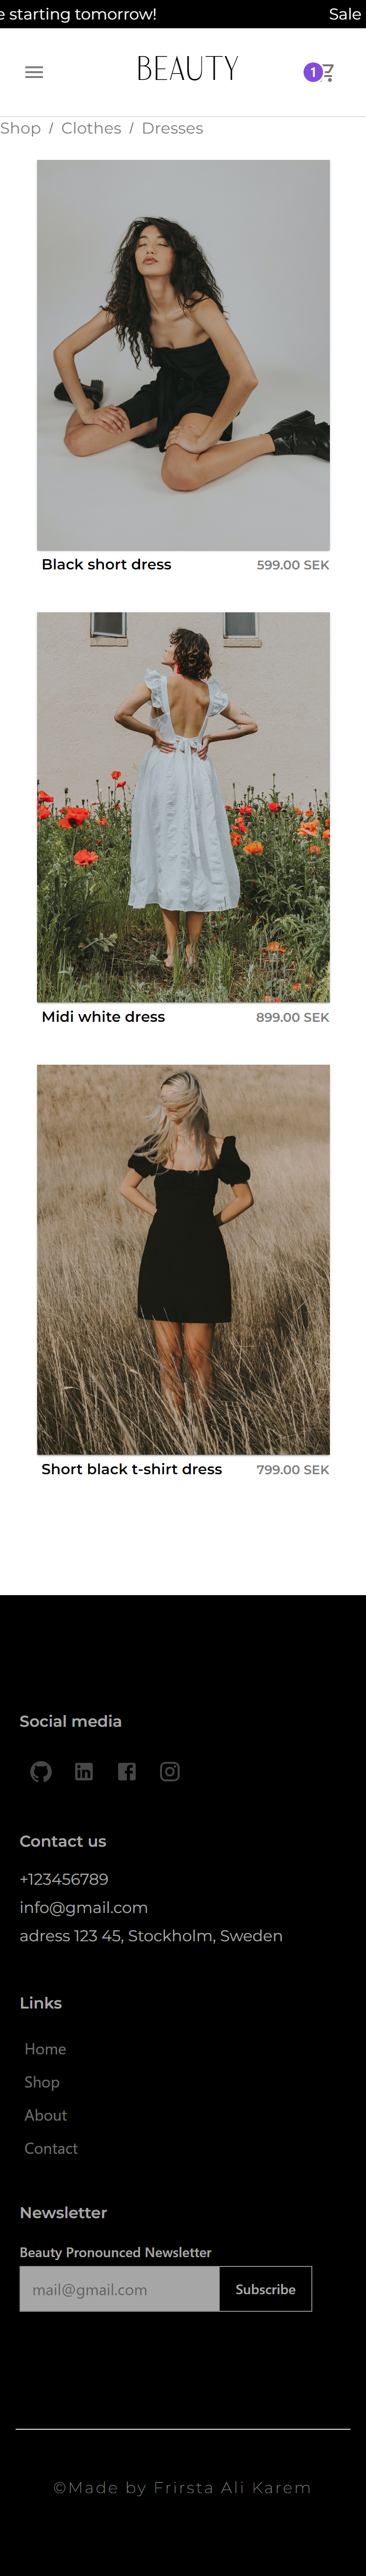 e starting tomorrow! Sale
BEAUTY
1
Shop / Clothes / Dresses
Black short dress 599.00 SEK
Midi white dress 899.00 SEK
Short black t-shirt dress 799.00 SEK
Social media
Contact us
+123456789
info@gmail.com
adress 123 45, Stockholm, Sweden
Links
Home
Shop
About
Contact
Newsletter
Beauty Pronounced Newsletter
mail@gmail.com Subscribe
©Made by Frirsta Ali Karem